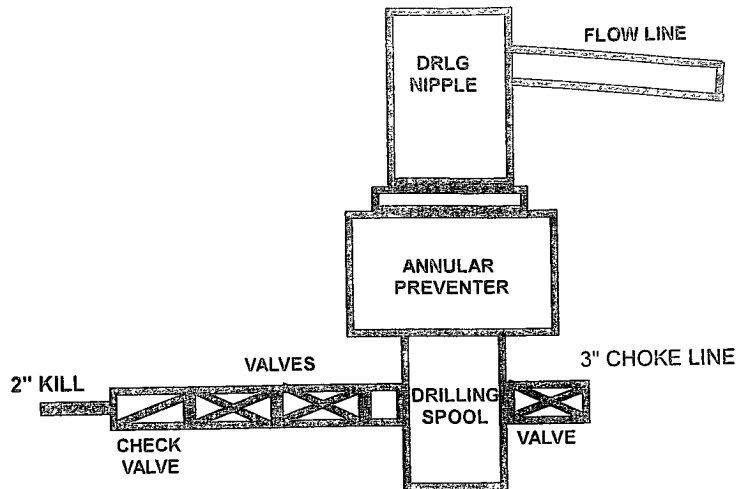 FLOW LINE
DRLG
NIPPLE
ANNULAR
PREVENTER
VALVES
3" CHOKE LINE
2" KILL
DRILLING
SPOOL
CHECK
VALVE
VALVE